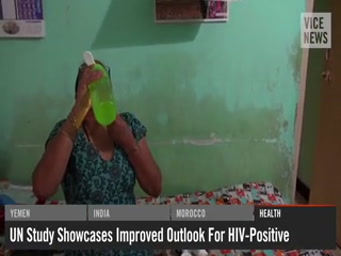 VICE
NEWS
YEMEN INDIA MOROCCO HEALTH
UN Study Showcases Improved Outlook For HIV-Positive